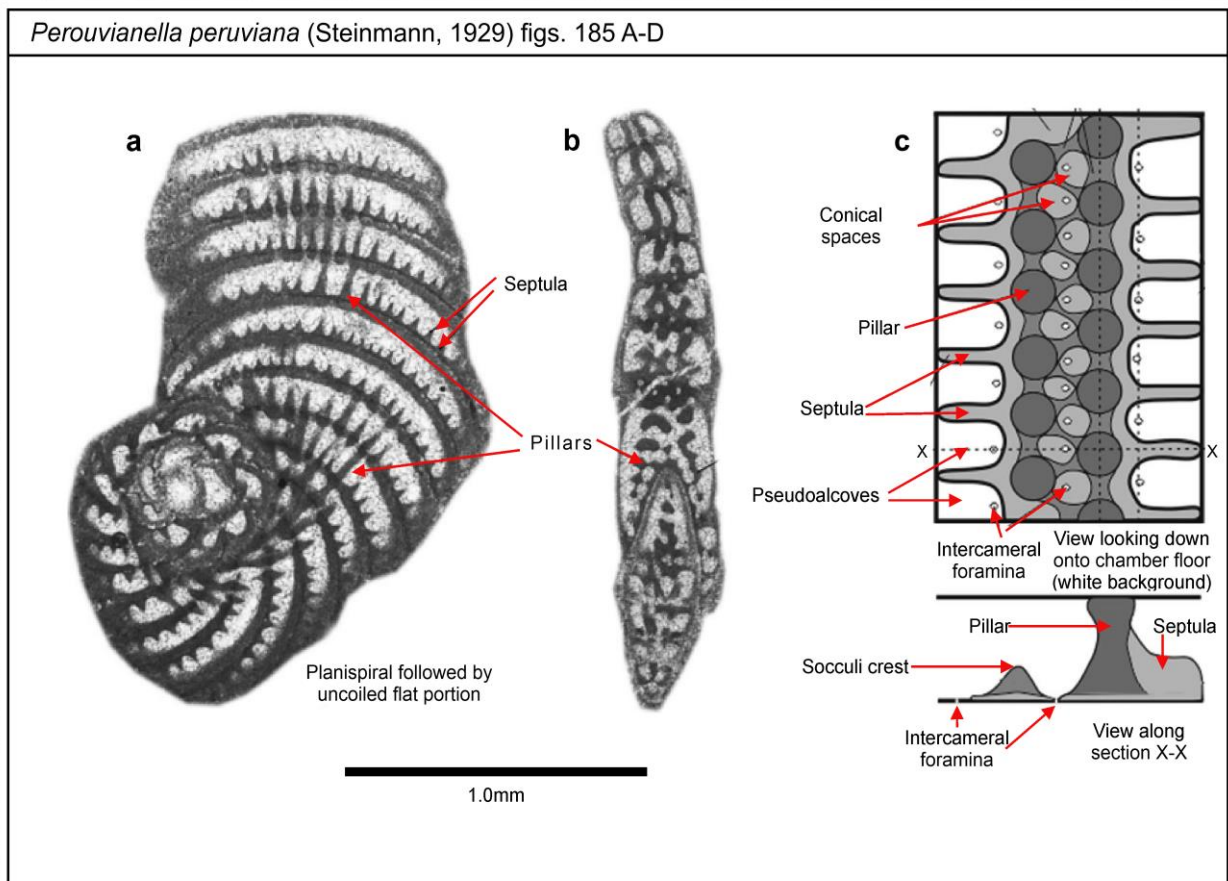 Perouvianella peruviana (Steinmann, 1929) figs. 185 A-D
a
b
c
Septula
Pillars
Planispiral followed by
uncoiled flat portion
1.0mm
Conical
spaces
Pillar
Septula
X
X
Pseudoalcoves
Intercameral
foramina
View looking down
onto chamber floor
(white background)
Pillar
Septula
Socculi crest
Intercameral
foramina
View along
section X-X